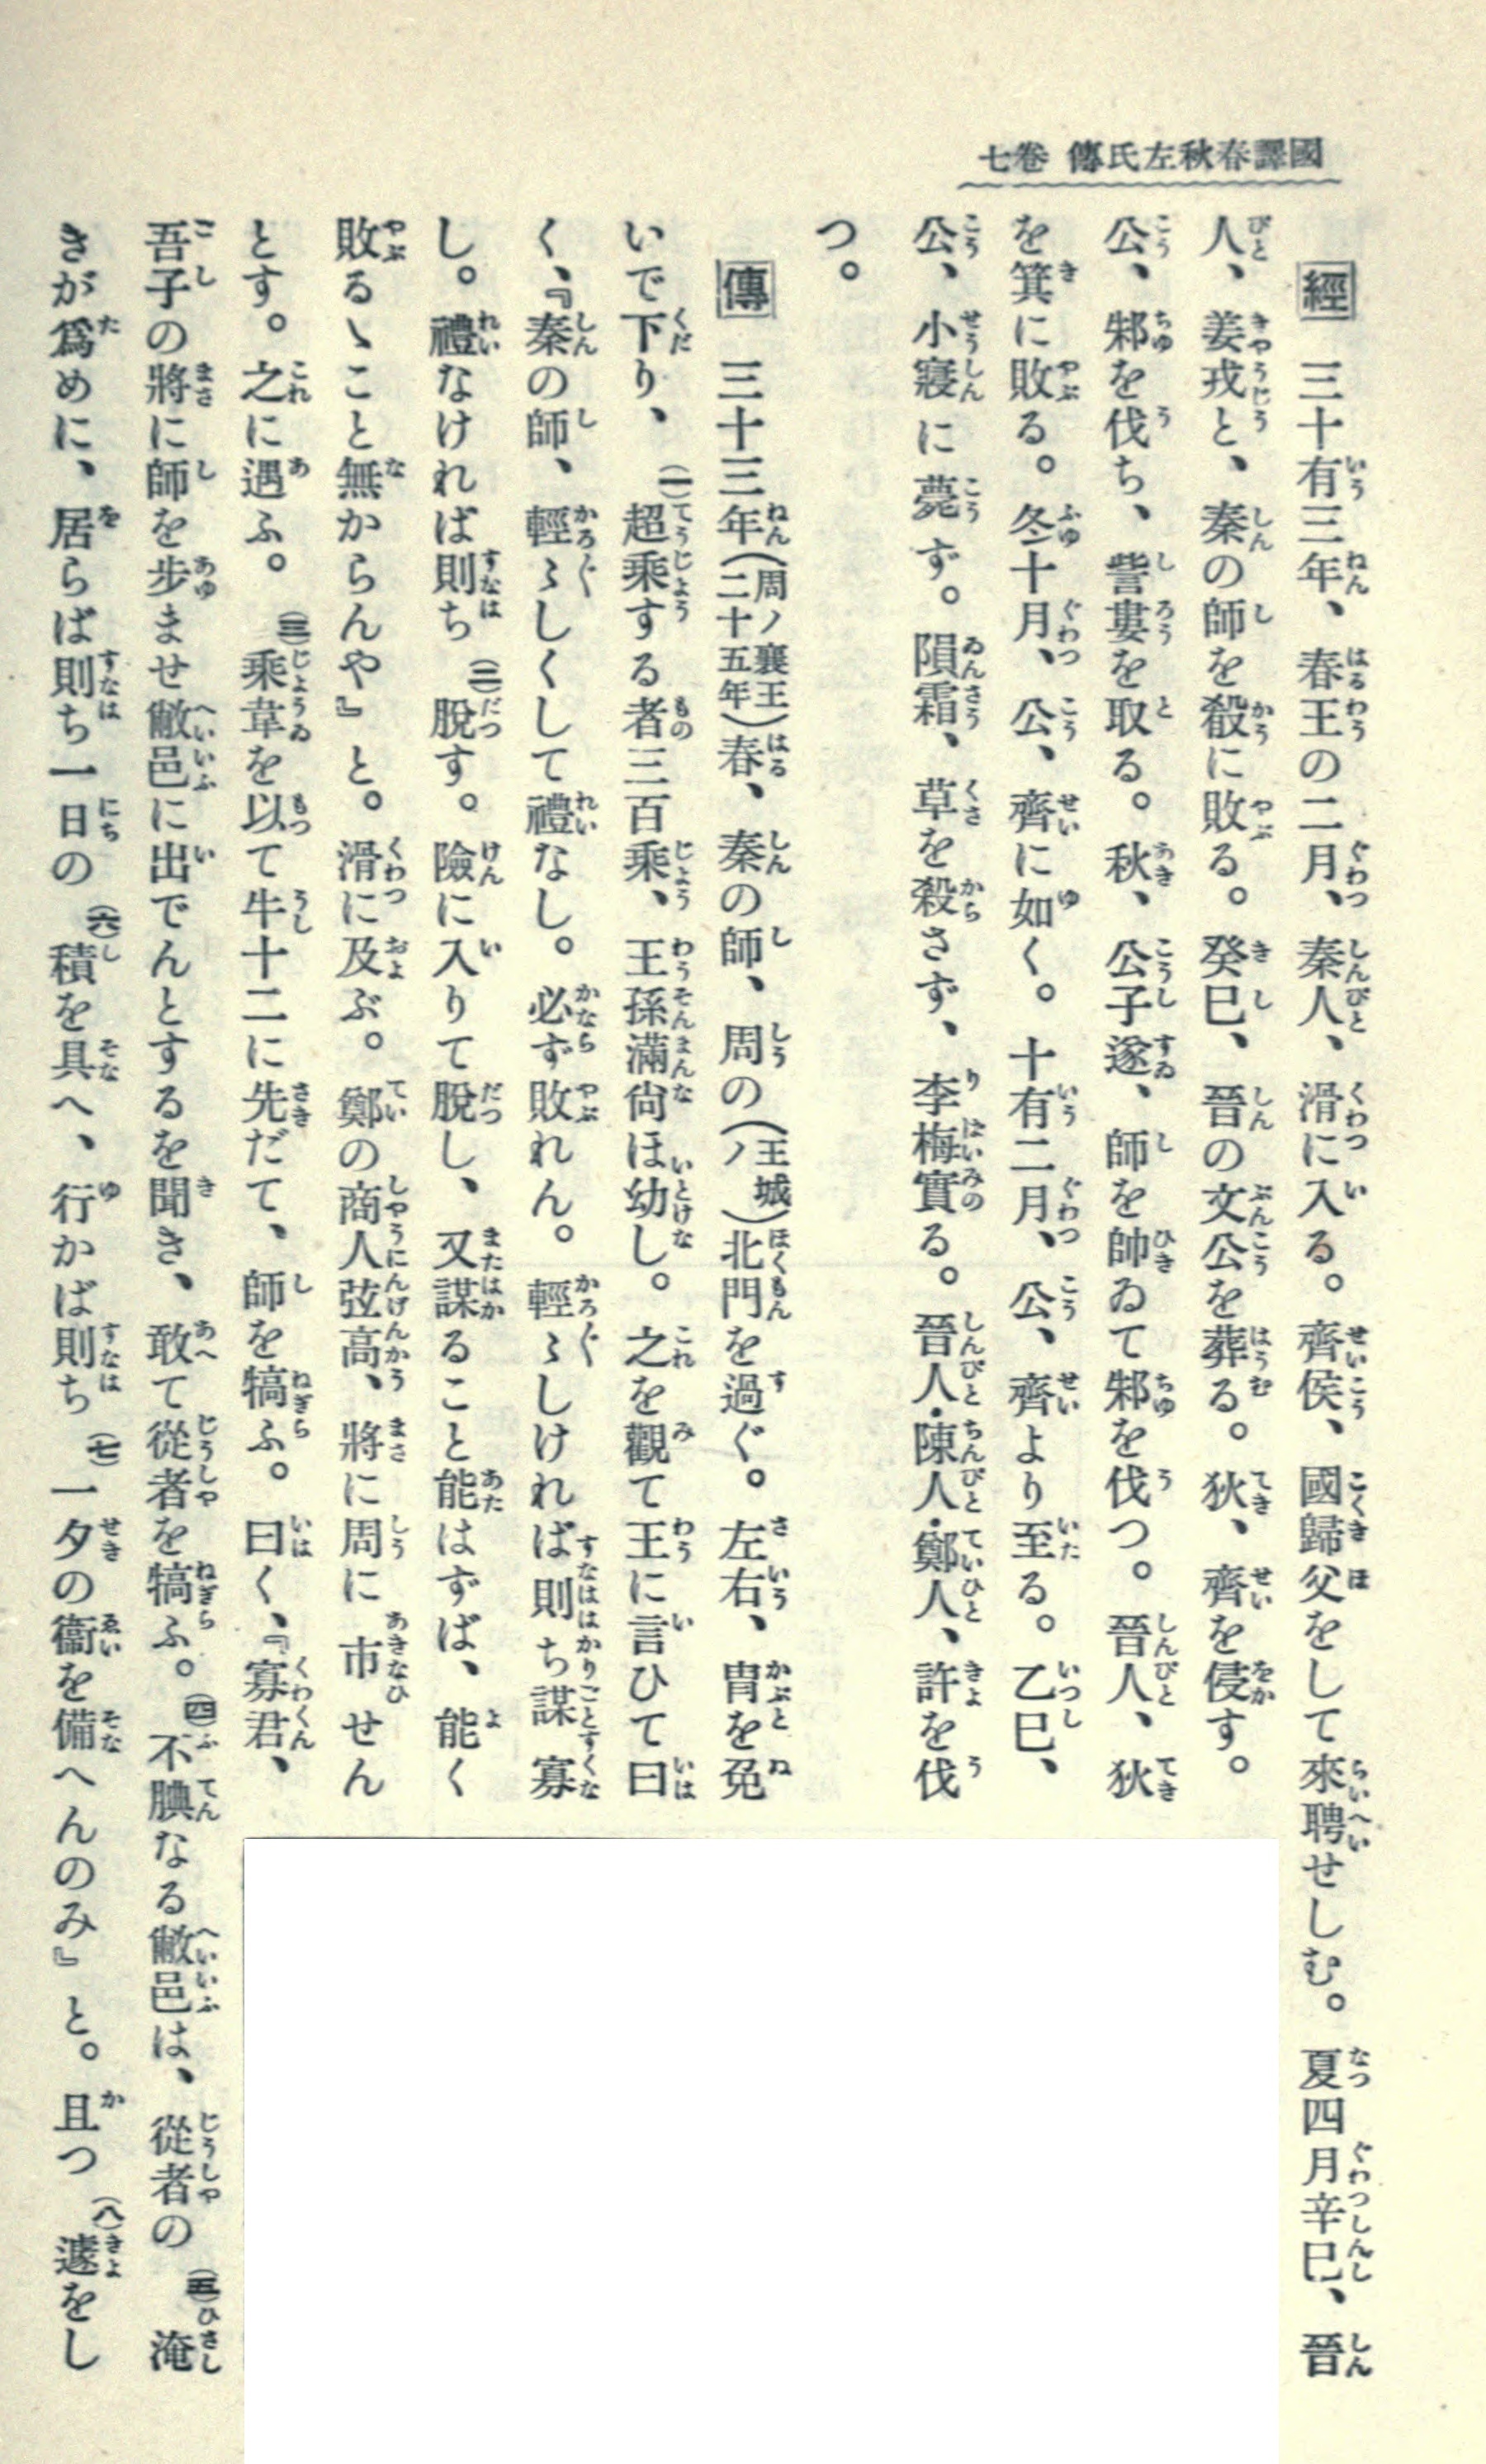 國譯春秋左氏傳 卷七
經 三十有三年、春王の二月、秦人、滑に入る。齊侯、國歸父をして來聘せしむ。夏四月辛巳、晉
人、姜戎と、秦の師を殽に敗る。癸巳、晉の文公を葬る。狄、齊を侵す。
公、邾を伐ち、訾婁を取る。秋、公子遂、師を帥ゐて邾を伐つ。晉人、狄
を箕に敗る。冬十月、公、齊に如く。十有二月、公、齊より至る。乙巳、
公、小寢に薨ず。隕霜、草を殺さず、李梅實る。晉人・陳人・鄭人、許を伐
つ。
傳 三十三年(周ノ襄王二十五年)春、秦の師、周の(王城ノ)北門を過ぐ。左右、冑を免
いで下り、(一)超乘する者三百乘、王孫滿尙ほ幼し。之を觀て王に言ひて曰
く、『秦の師、輕〻しくして禮なし。必ず敗れん。輕〻しければ則ち謀寡
し。禮なければ則ち(二)脫す。險に入りて脫し、又謀ること能はずば、能く
敗るゝこと無からんや』と。滑に及ぶ。鄭の商人弦高、將に周に市せん
とす。之に遇ふ。(三)乘韋を以て牛十二に先だて、師を犒ふ。曰く、『寡君、
吾子の將に師を步ませ敝邑に出でんとするを聞き、敢て從者を犒ふ。(四)不腆なる敝邑は、從者の(五)淹
きが爲めに、居らば則ち一日の(六)積を具へ、行かば則ち(七)一夕の衞を備へんのみ』と。且つ(八)遽をし